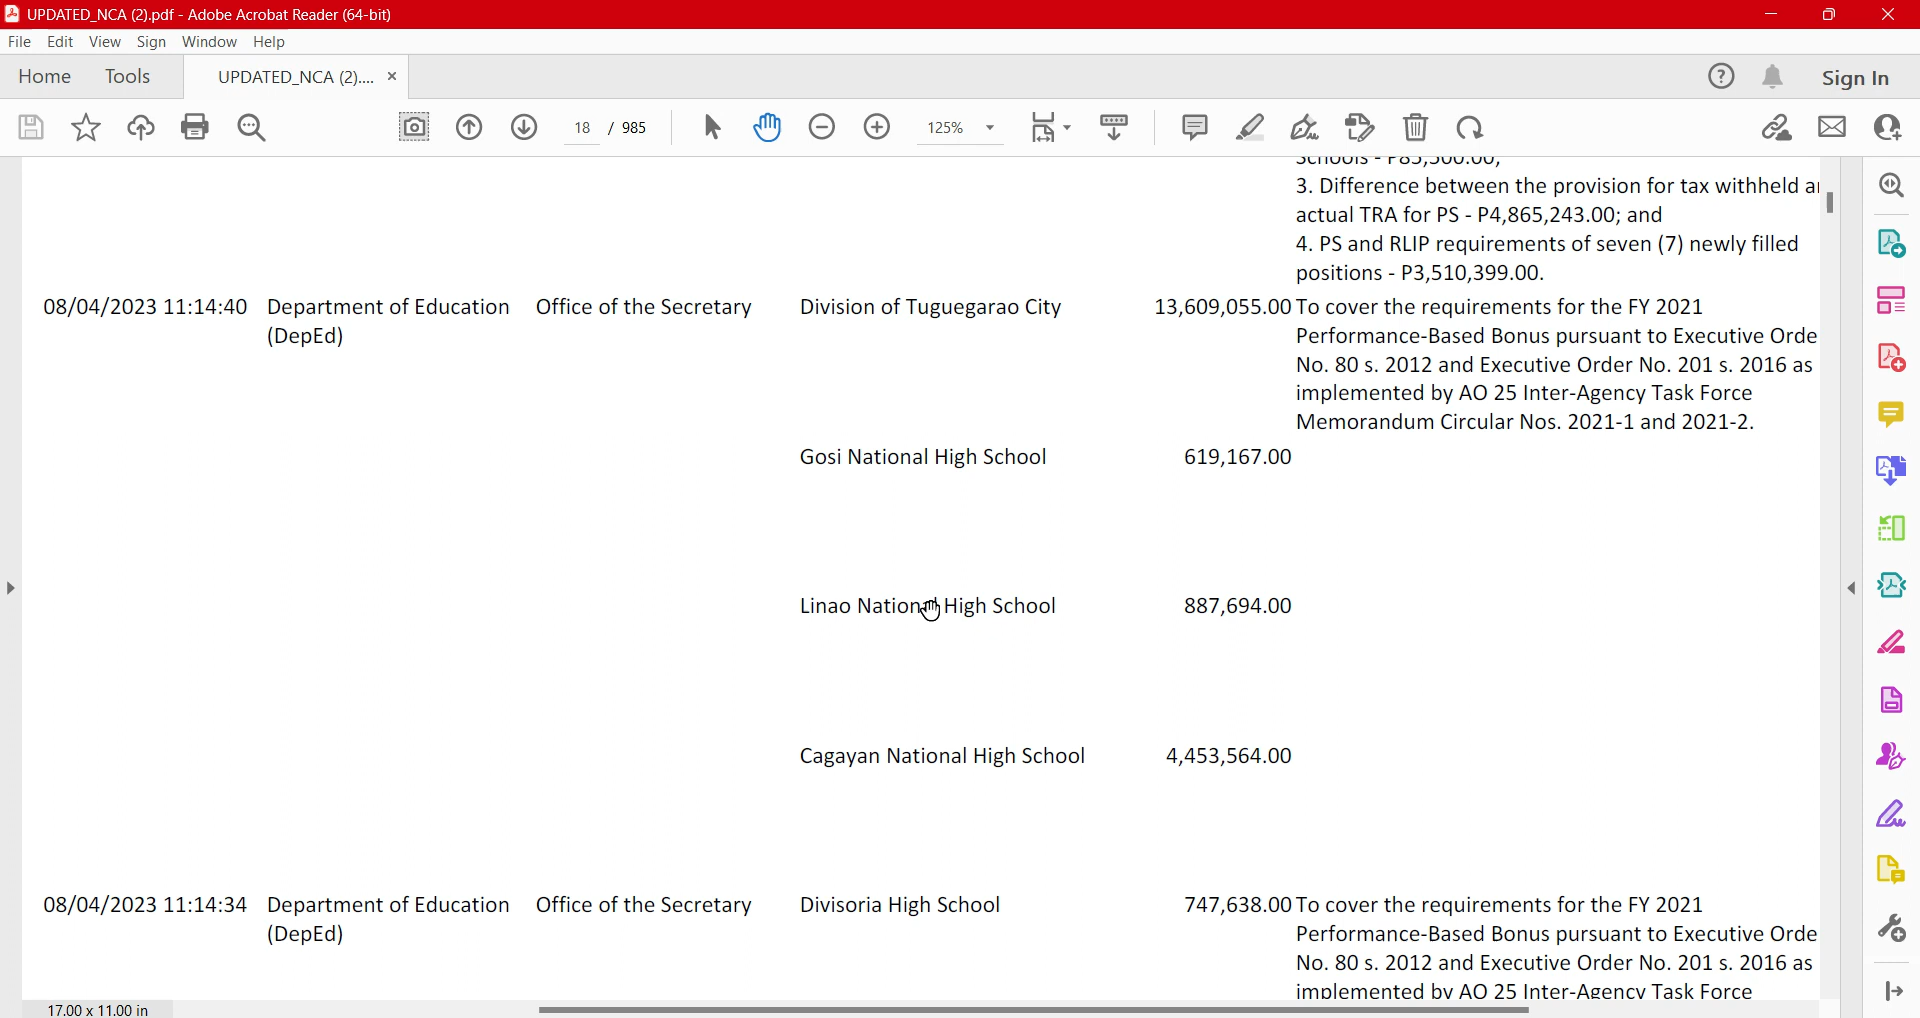 UPDATED_NCA (2).pdf - Adobe Acrobat Reader (64-bit)
File Edit View Sign Window Help
Home Tools UPDATED_NCA (2).... × Sign In
18 / 985 125%
Schools - P85,500.00;
3. Difference between the provision for tax withheld
actual TRA for PS - P4,865,243.00; and
4. PS and RLIP requirements of seven (7) newly filled
positions - P3,510,399.00.
08/04/2023 11:14:40 Department of Education Office of the Secretary Division of Tuguegarao City 13,609,055.00 To cover the requirements for the FY 2021
(DepEd) Performance-Based Bonus pursuant to Executive Orde
No. 80 s. 2012 and Executive Order No. 201 s. 2016 as
implemented by AO 25 Inter-Agency Task Force
Memorandum Circular Nos. 2021-1 and 2021-2.
Gosi National High School 619,167.00
Linao National High School 887,694.00
Cagayan National High School 4,453,564.00
08/04/2023 11:14:34 Department of Education Office of the Secretary Divisoria High School 747,638.00 To cover the requirements for the FY 2021
(DepEd) Performance-Based Bonus pursuant to Executive Orde
No. 80 s. 2012 and Executive Order No. 201 s. 2016 as
implemented by AO 25 Inter-Agency Task Force
17.00 x 11.00 in